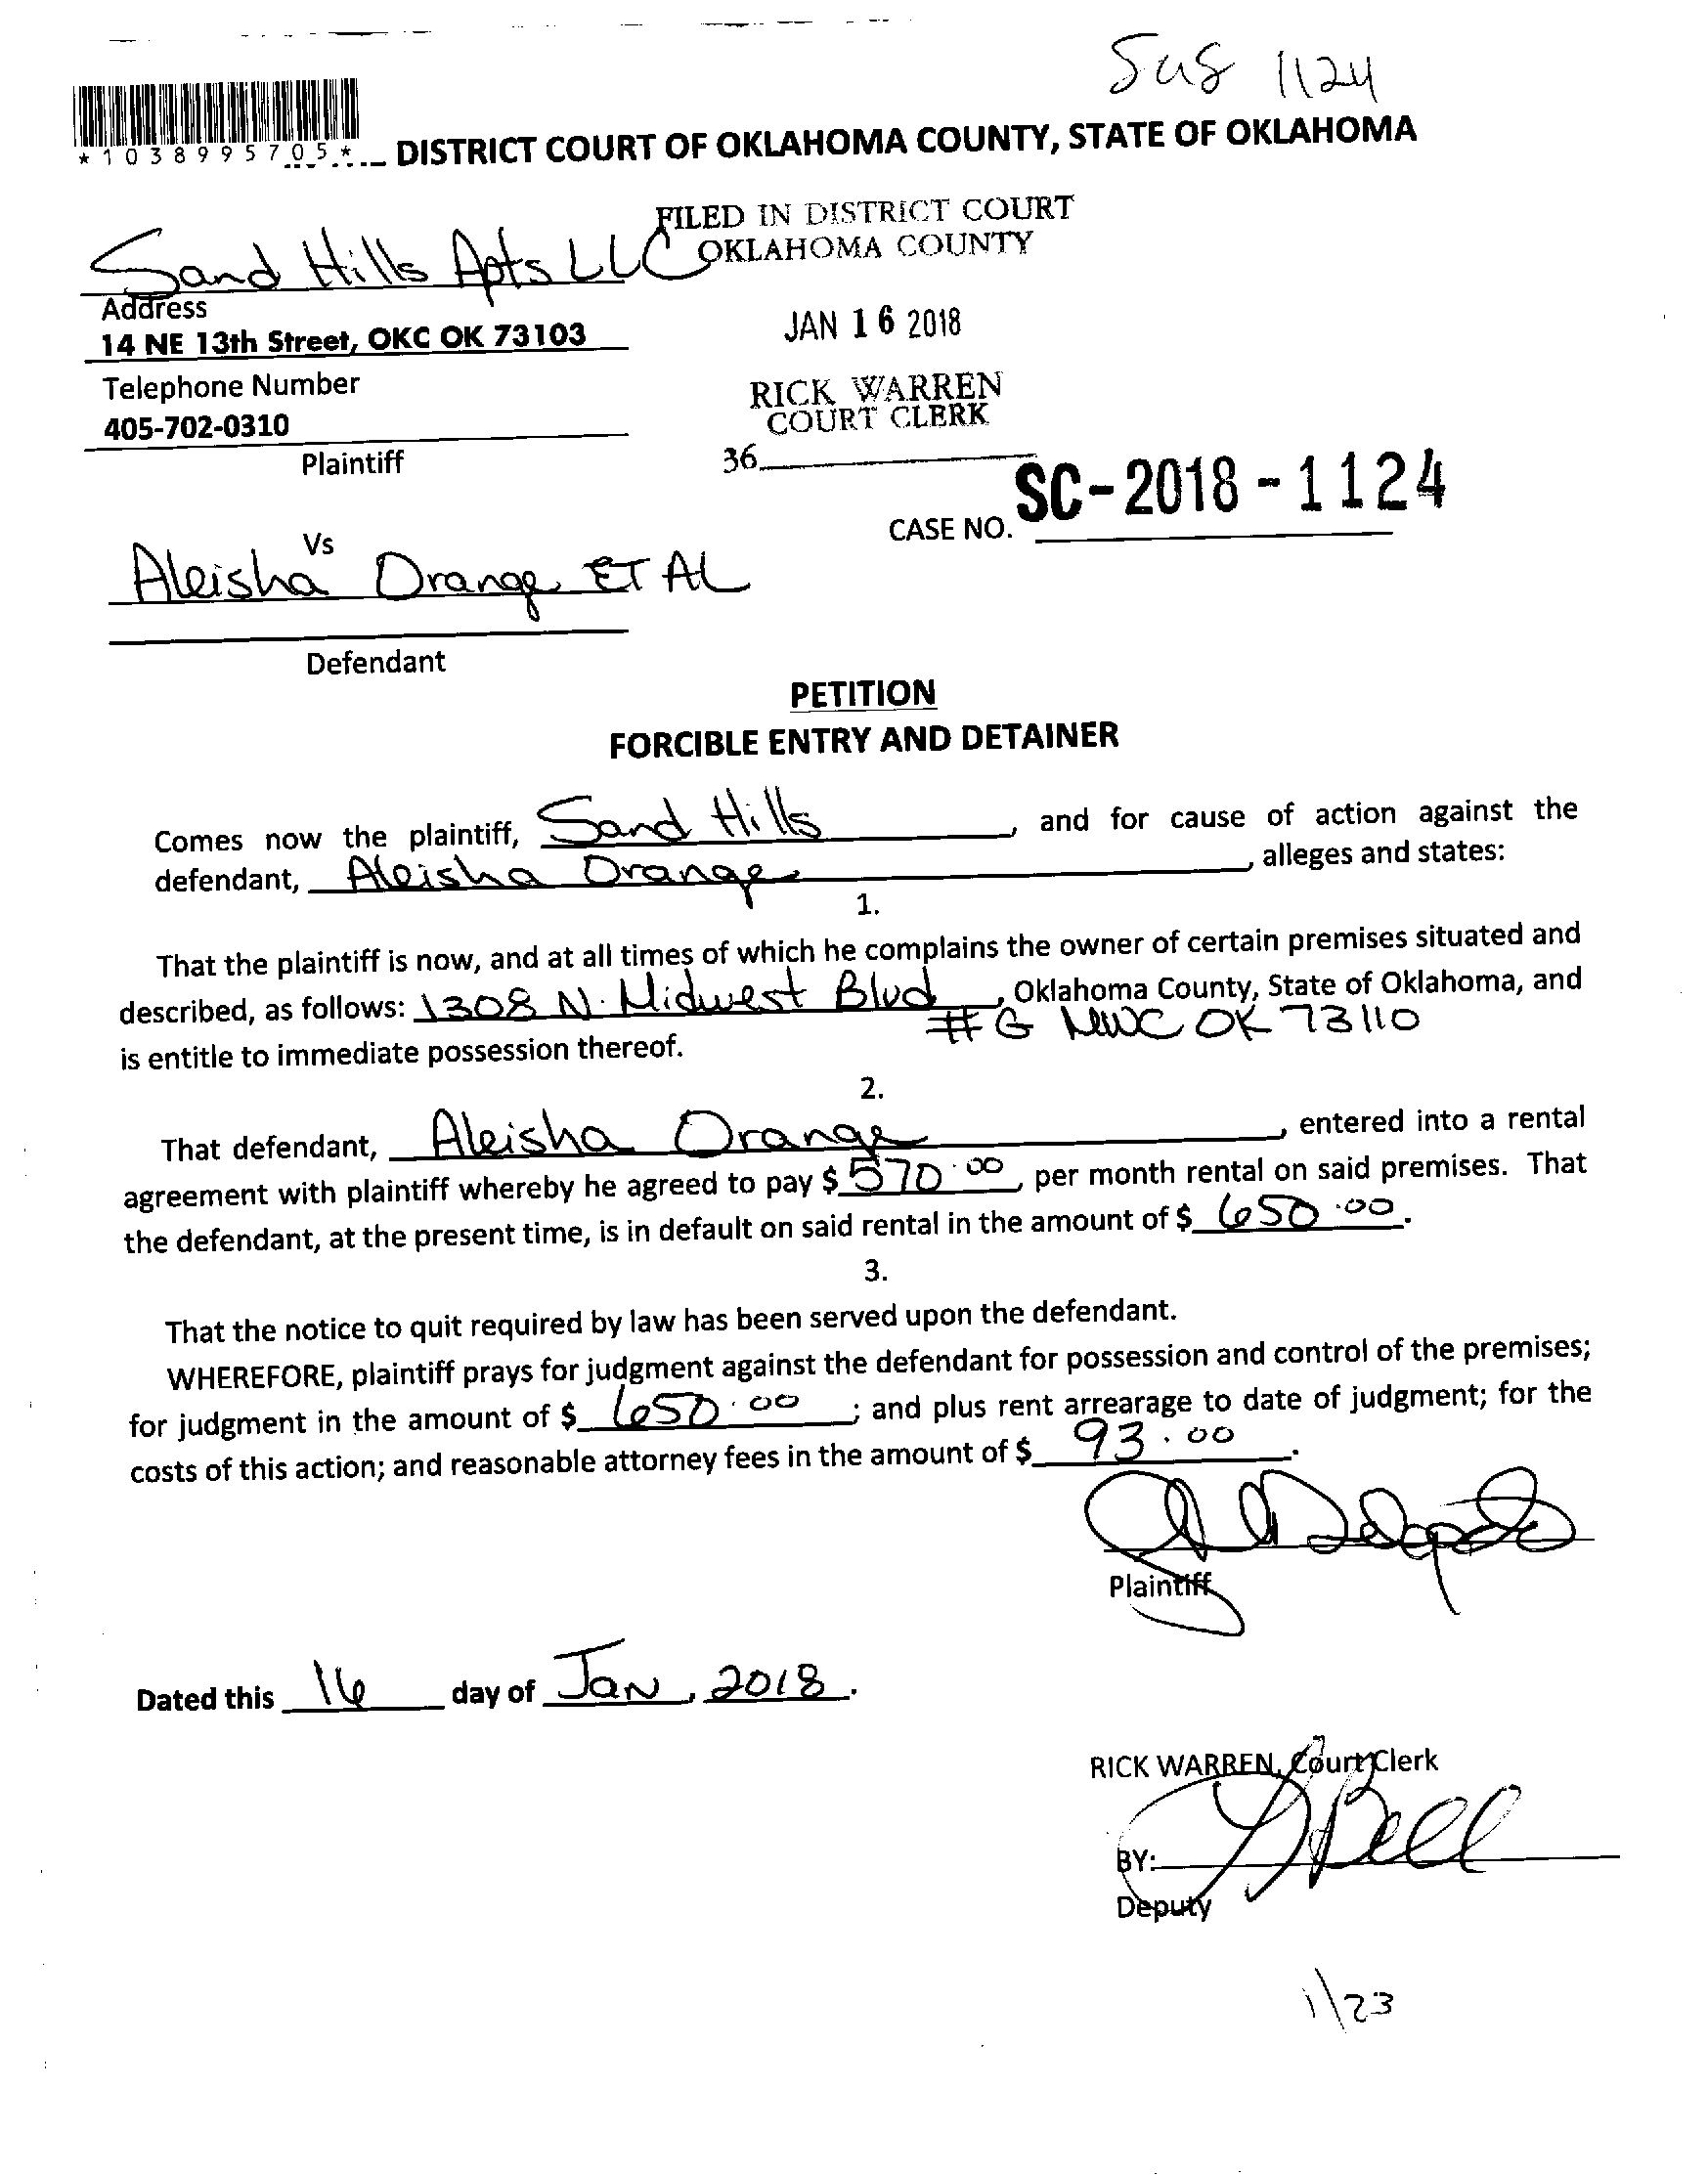 SuS 1124
*1038995705*
DISTRICT COURT OF OKLAHOMA COUNTY, STATE OF OKLAHOMA
FILED IN DISTRICT COURT
OKLAHOMA COUNTY
Sand Hills Apts LLC
Address
14 NE 13th Street, OKC OK 73103
JAN 16 2018
Telephone Number
RICK WARREN
COURT CLERK
405-702-0310
Plaintiff
36
CASE NO. SC-2018-1124
Vs
Aleisha Orange ET AL
Defendant
PETITION
FORCIBLE ENTRY AND DETAINER
Comes now the plaintiff, Sand Hills, and for cause of action against the
defendant, Aleisha Orange, alleges and states:
1.
That the plaintiff is now, and at all times of which he complains the owner of certain premises situated and
described, as follows: 1308 N. Midwest Blvd, Oklahoma County, State of Oklahoma, and
#G MWC OK 73110
is entitle to immediate possession thereof.
2.
That defendant, Aleisha Orange, entered into a rental
agreement with plaintiff whereby he agreed to pay $ 570.00, per month rental on said premises. That
the defendant, at the present time, is in default on said rental in the amount of $ 650.00.
3.
That the notice to quit required by law has been served upon the defendant.
WHEREFORE, plaintiff prays for judgment against the defendant for possession and control of the premises;
for judgment in the amount of $ 650.00; and plus rent arrearage to date of judgment; for the
costs of this action; and reasonable attorney fees in the amount of $ 93.00.
Plaintiff
Dated this 16 day of Jan, 2018.
RICK WARREN, Court Clerk
BY: Bell
Deputy
1/23